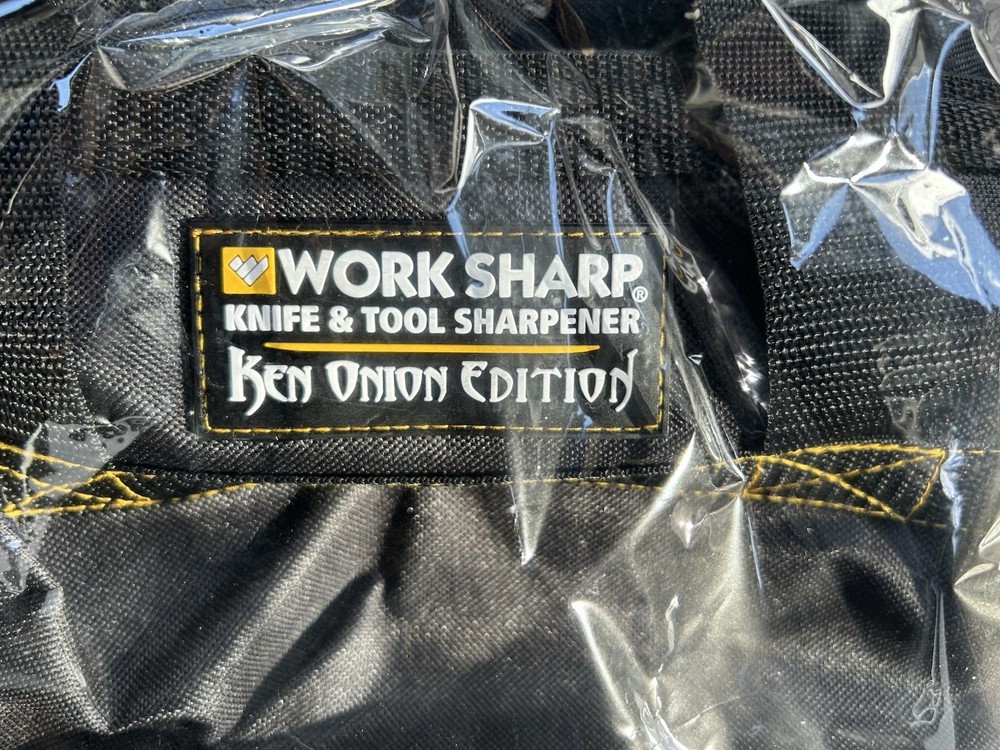 WORK SHARP®
KNIFE & TOOL SHARPENER
KEN ONION EDITION